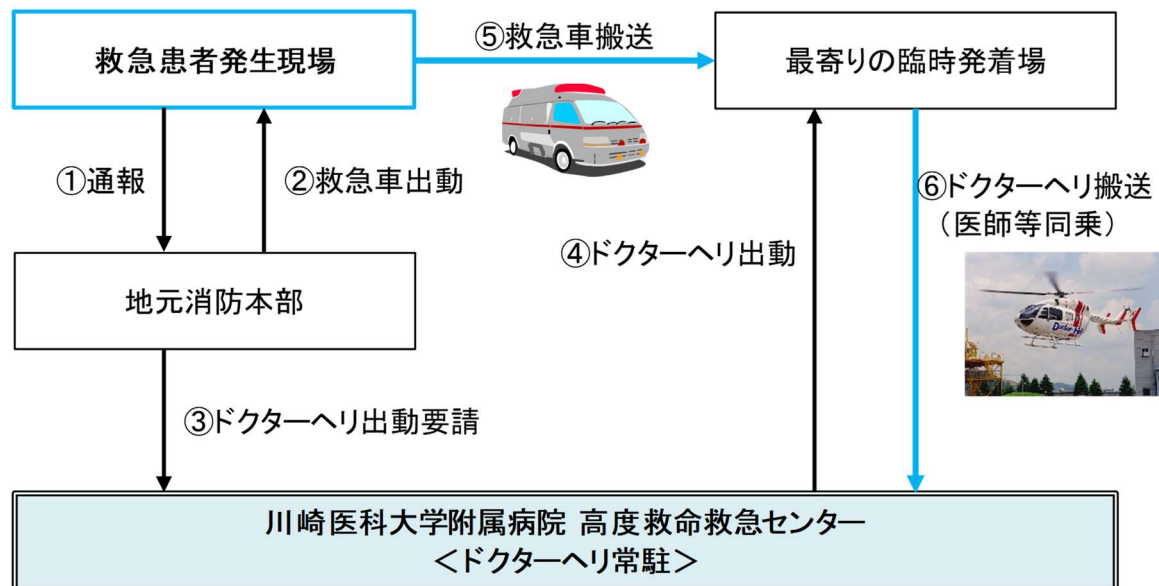 救急患者発生現場
⑤救急車搬送
最寄りの臨時発着場
①通報
②救急車出動
⑥ドクターヘリ搬送
（医師等同乗）
④ドクターヘリ出動
地元消防本部
Doctor-Heli
③ドクターヘリ出動要請
川崎医科大学附属病院 高度救命救急センター
＜ドクターヘリ常駐＞